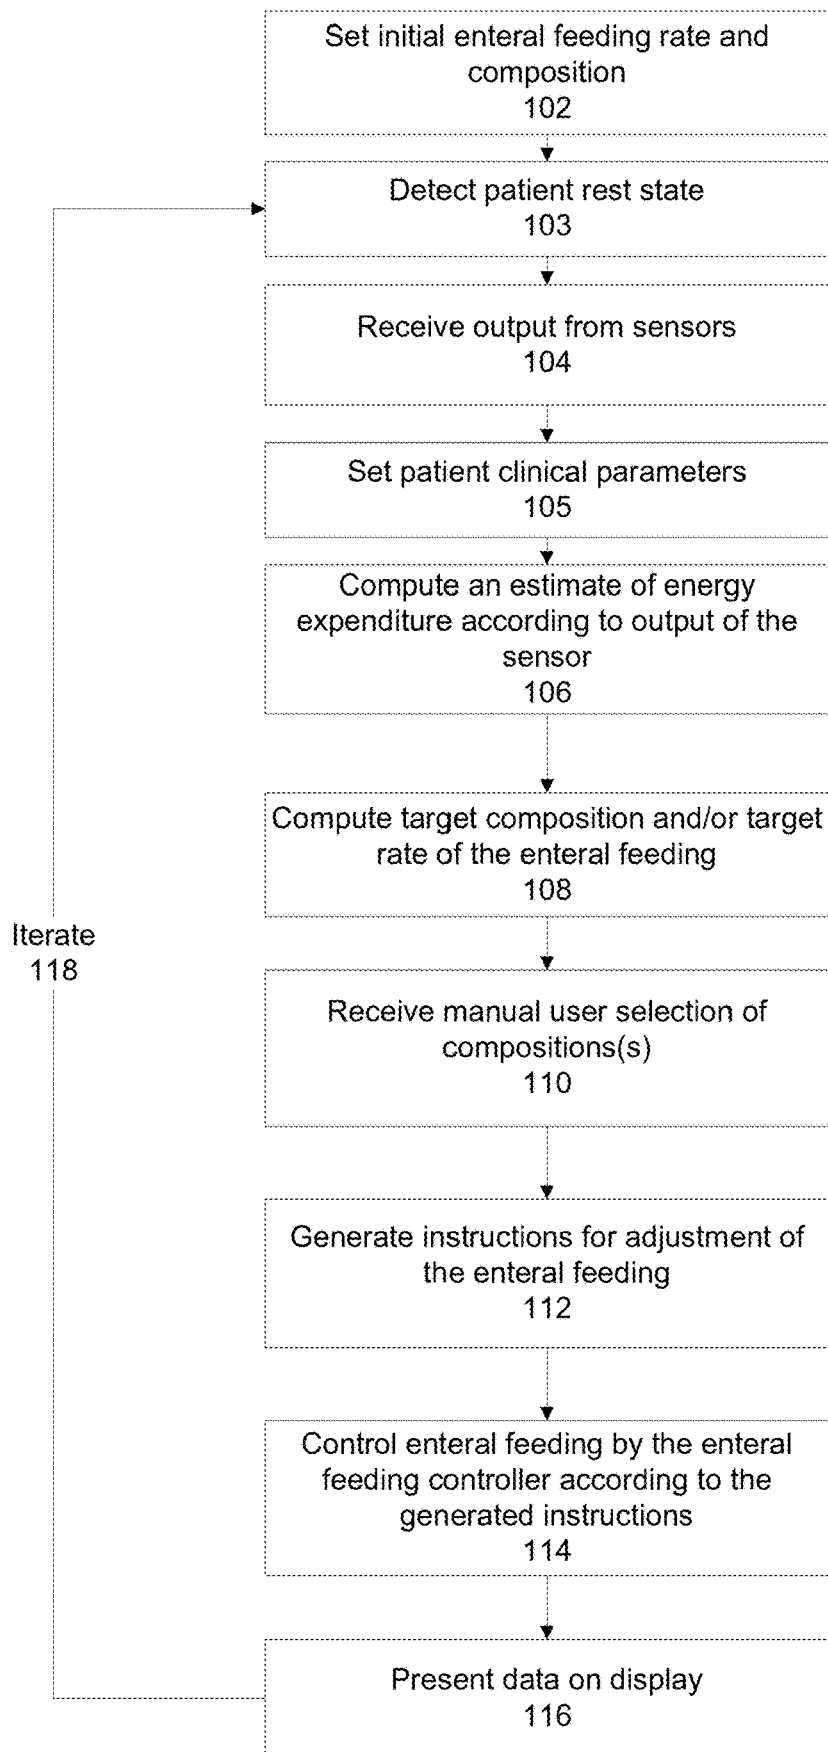 Set initial enteral feeding rate and
composition
102
Detect patient rest state
103
Receive output from sensors
104
Set patient clinical parameters
105
Compute an estimate of energy
expenditure according to output of the
sensor
106
Compute target composition and/or target
rate of the enteral feeding
108
Iterate
118
Receive manual user selection of
compositions(s)
110
Generate instructions for adjustment of
the enteral feeding
112
Control enteral feeding by the enteral
feeding controller according to the
generated instructions
114
Present data on display
116